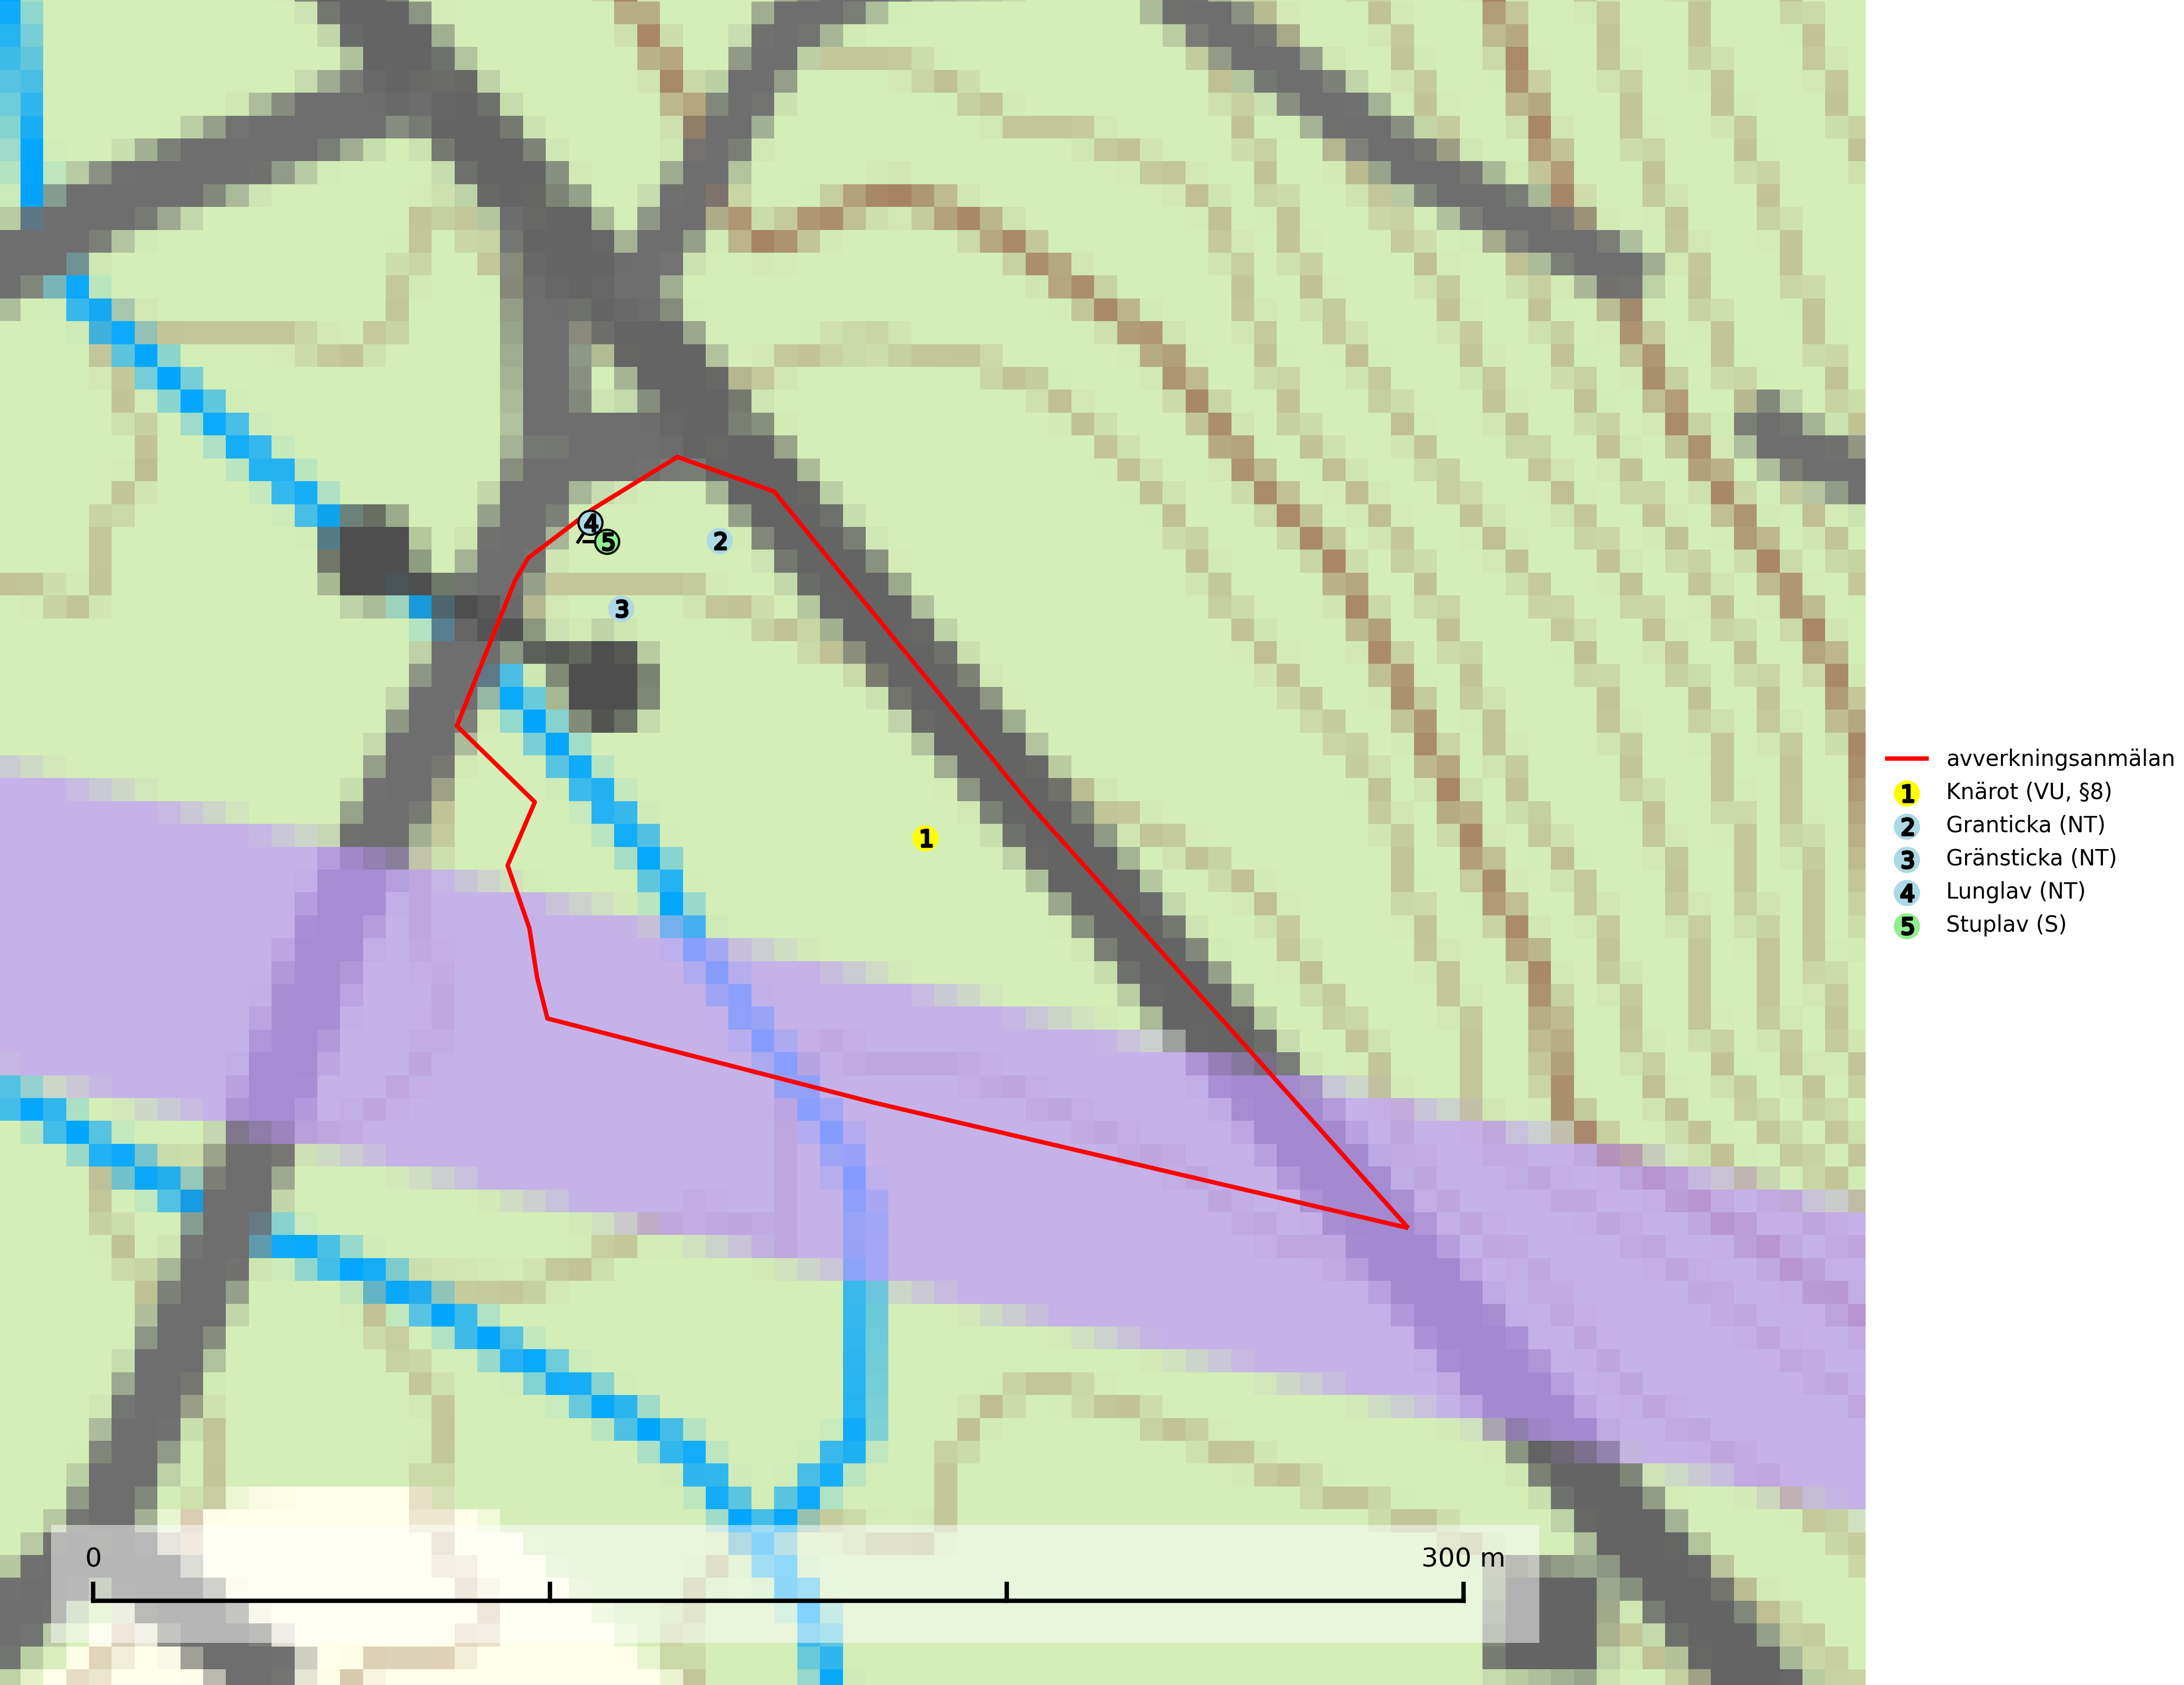 4
5
2
3
1
avverkningsanmälan
1 Knärot (VU, §8)
2 Granticka (NT)
3 Gränsticka (NT)
4 Lunglav (NT)
5 Stuplav (S)
0 300 m